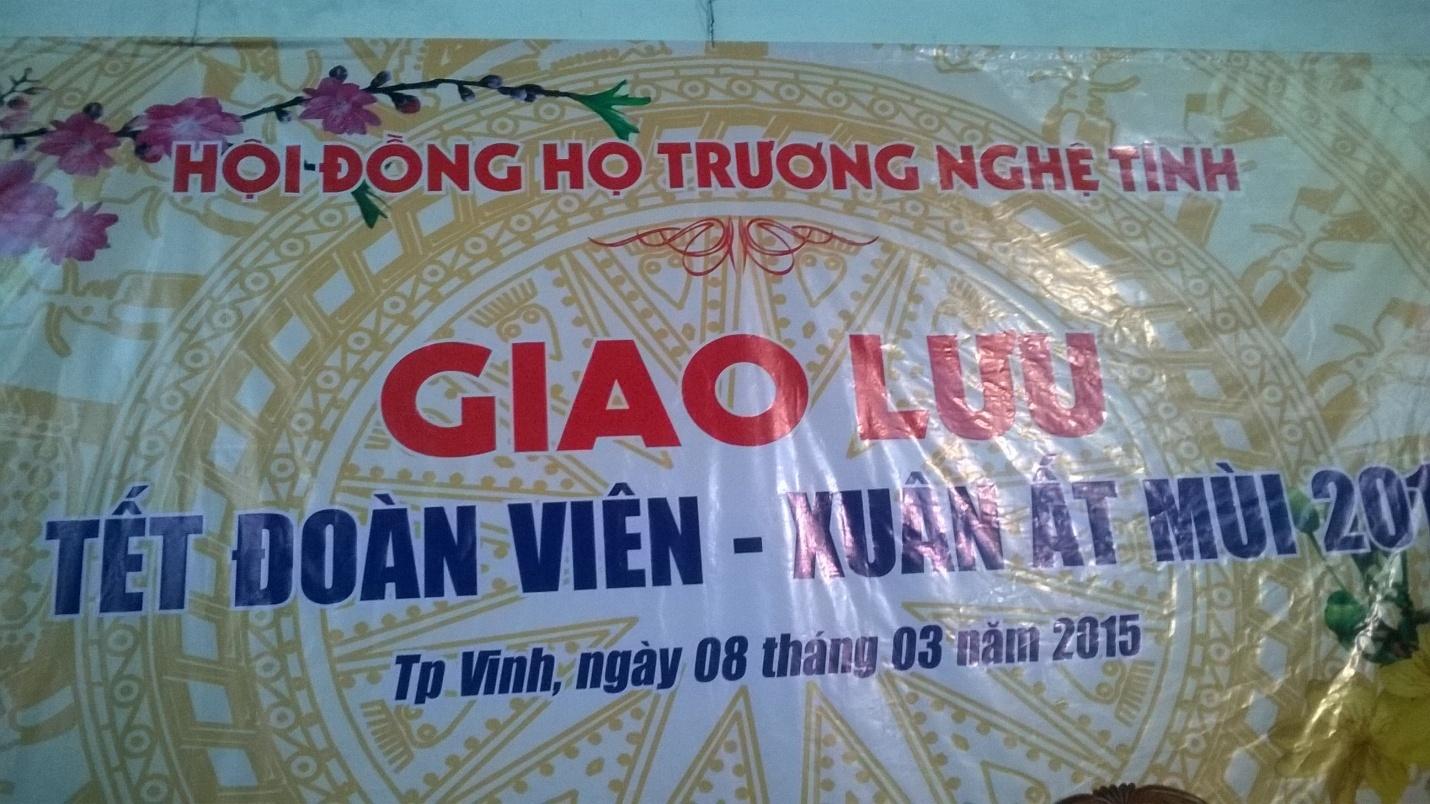 HỘI ĐỒNG HỌ TRƯƠNG NGHỆ TĨNH
GIAO LƯU
TẾT ĐOÀN VIÊN - XUÂN ẤT MÙI 201
Tp Vinh, ngày 08 tháng 03 năm 2015